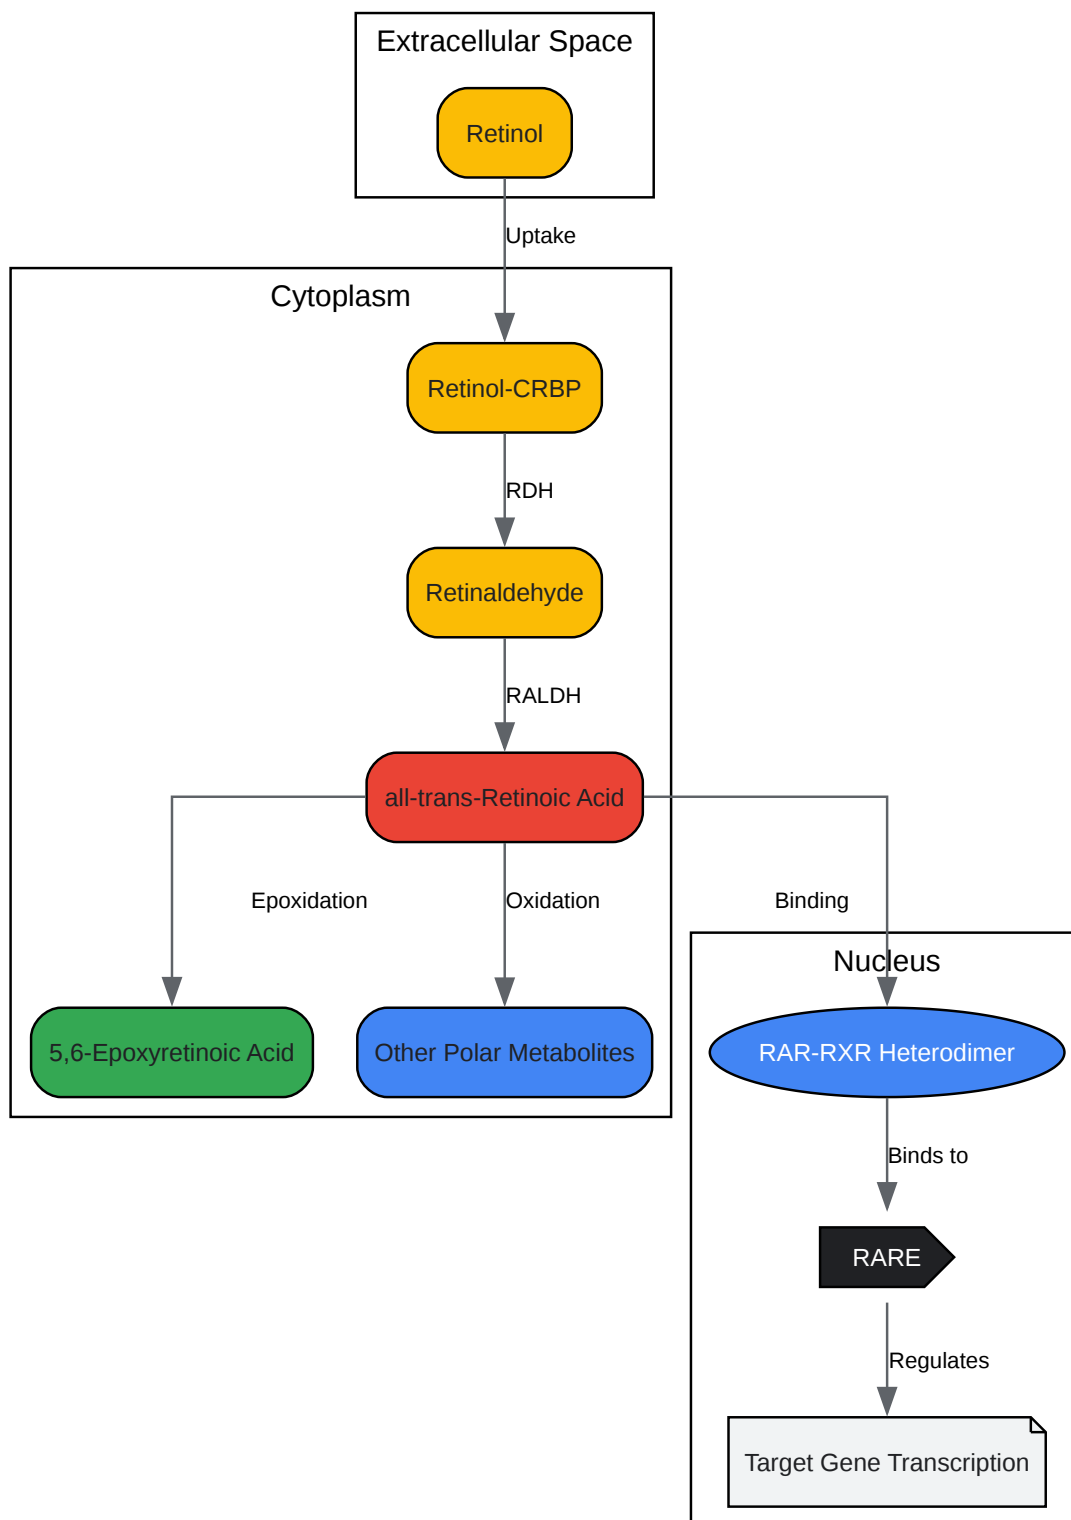 Extracellular Space
Retinol
Uptake
Cytoplasm
Retinol-CRBP
RDH
Retinaldehyde
RALDH
all-trans-Retinoic Acid
Epoxidation
Oxidation
Binding
Nucleus
5,6-Epoxyretinoic Acid
Other Polar Metabolites
RAR-RXR Heterodimer
Binds to
RARE
Regulates
Target Gene Transcription